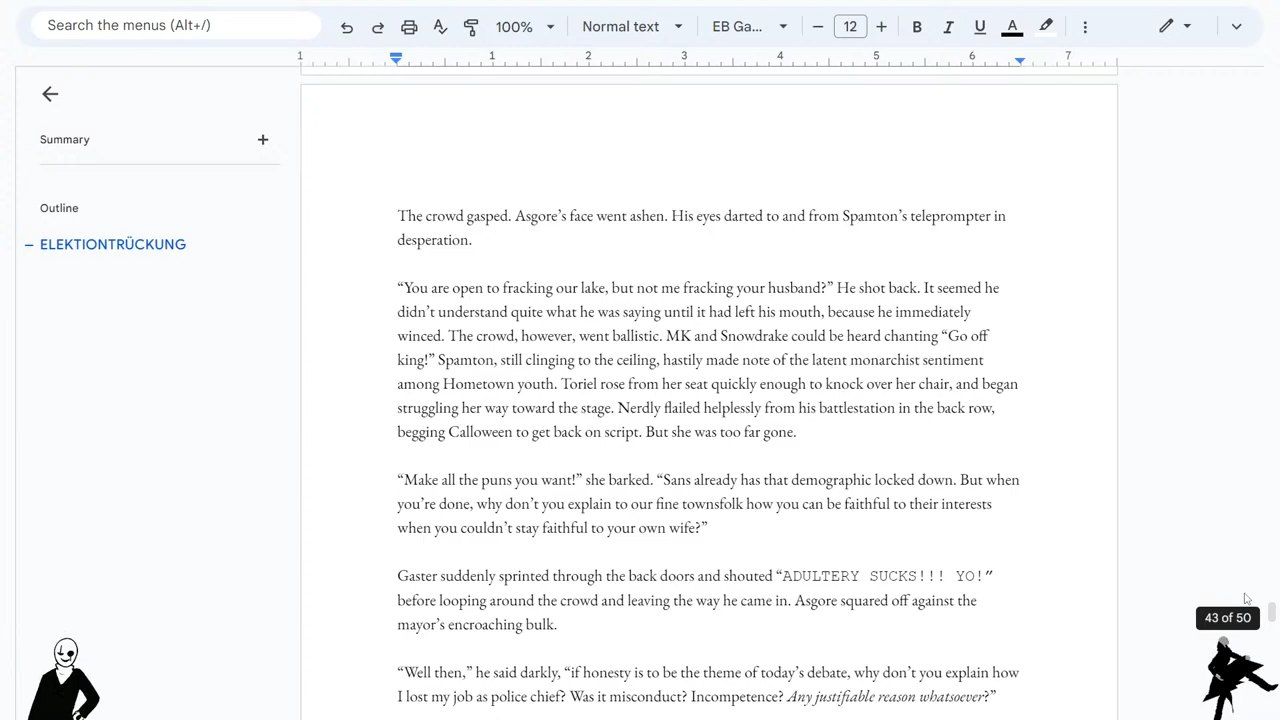 Search the menus (Alt+/)
100%
Normal text
EB Ga...
12
B I U A
1 1 2 3 4 5 6 7
Summary
Outline
ELEKTIONTRÜCKUNG
The crowd gasped. Asgore’s face went ashen. His eyes darted to and from Spamton’s teleprompter in
desperation.
“You are open to fracking our lake, but not me fracking your husband?” He shot back. It seemed he
didn’t understand quite what he was saying until it had left his mouth, because he immediately
winced. The crowd, however, went ballistic. MK and Snowdrake could be heard chanting “Go off
king!” Spamton, still clinging to the ceiling, hastily made note of the latent monarchist sentiment
among Hometown youth. Toriel rose from her seat quickly enough to knock over her chair, and began
struggling her way toward the stage. Nerdly flailed helplessly from his battlestation in the back row,
begging Calloween to get back on script. But she was too far gone.
“Make all the puns you want!” she barked. “Sans already has that demographic locked down. But when
you’re done, why don’t you explain to our fine townsfolk how you can be faithful to their interests
when you couldn’t stay faithful to your own wife?”
Gaster suddenly sprinted through the back doors and shouted “ADULTERY SUCKS!!! YO!”
before looping around the crowd and leaving the way he came in. Asgore squared off against the
mayor’s encroaching bulk.
“Well then,” he said darkly, “if honesty is to be the theme of today’s debate, why don’t you explain how
I lost my job as police chief? Was it misconduct? Incompetence? Any justifiable reason whatsoever?”
43 of 50